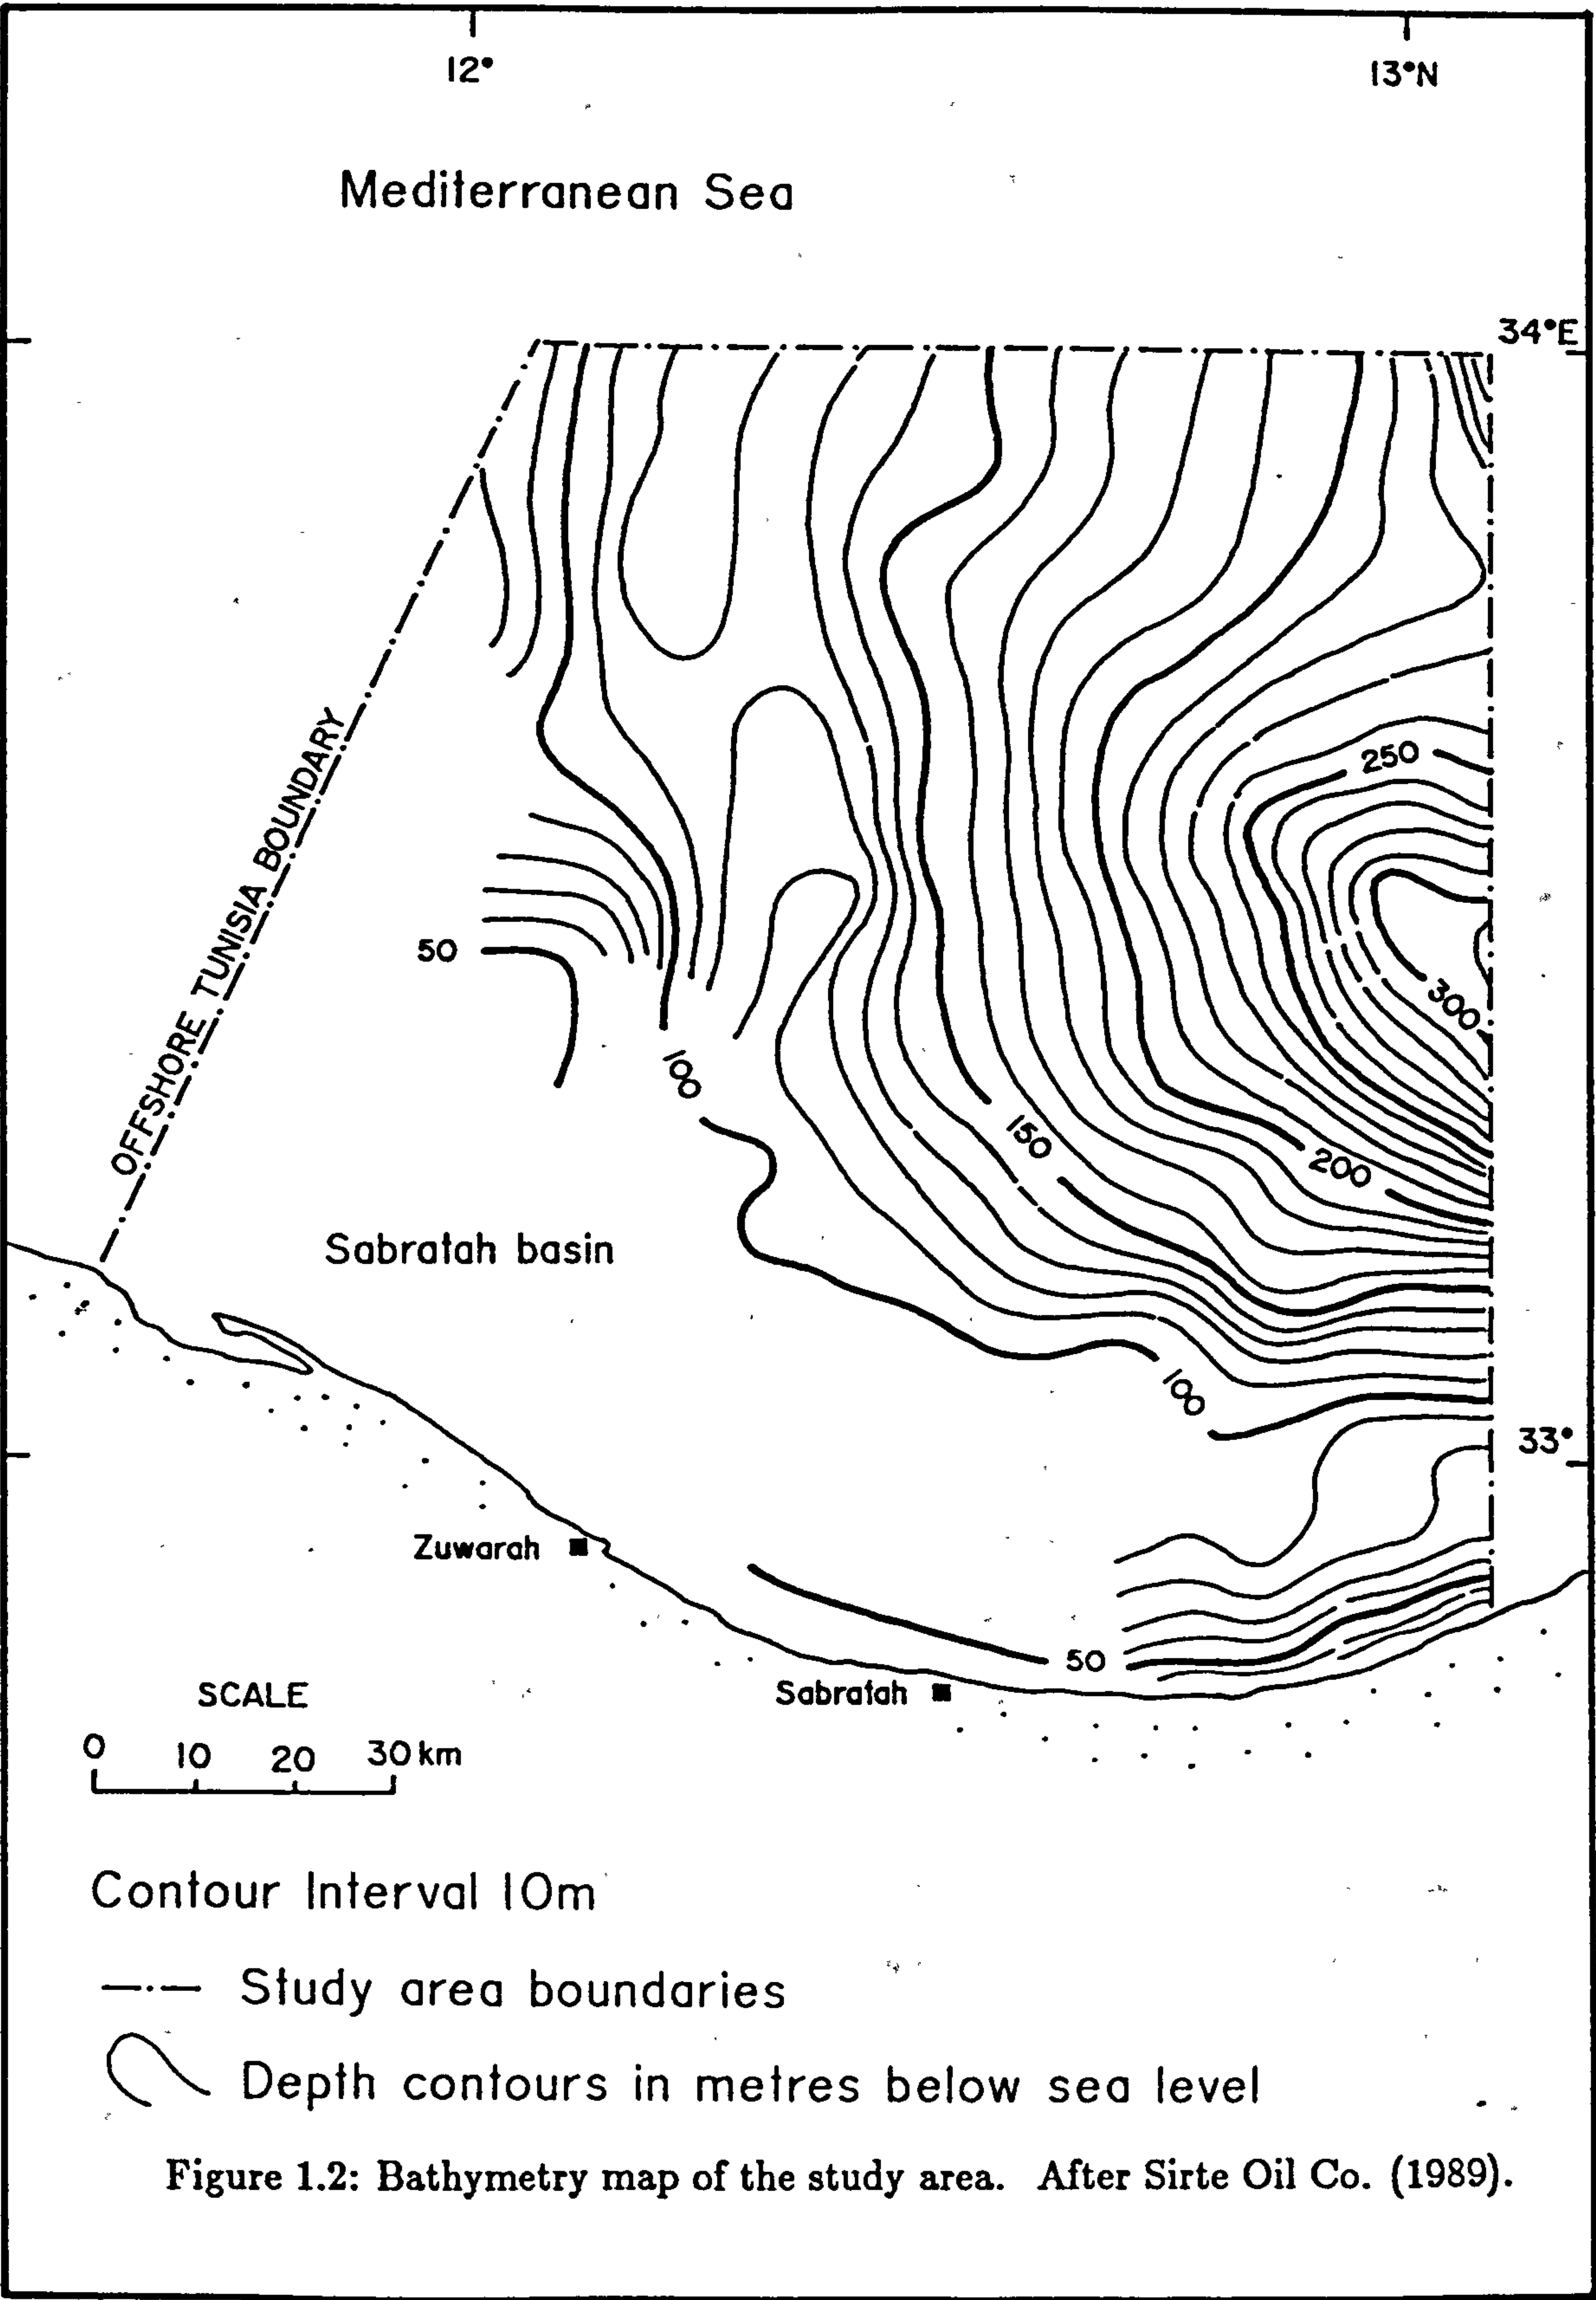 12°
13°N
Mediterranean Sea
34°E
OFFSHORE TUNISIA BOUNDARY
250
50
300
100
150
200
Sabratah basin
100
33°
Zuwarah
50
Sabratah
SCALE
0 10 20 30 km
Contour Interval 10m
Study area boundaries
Depth contours in metres below sea level
Figure 1.2: Bathymetry map of the study area. After Sirte Oil Co. (1989).